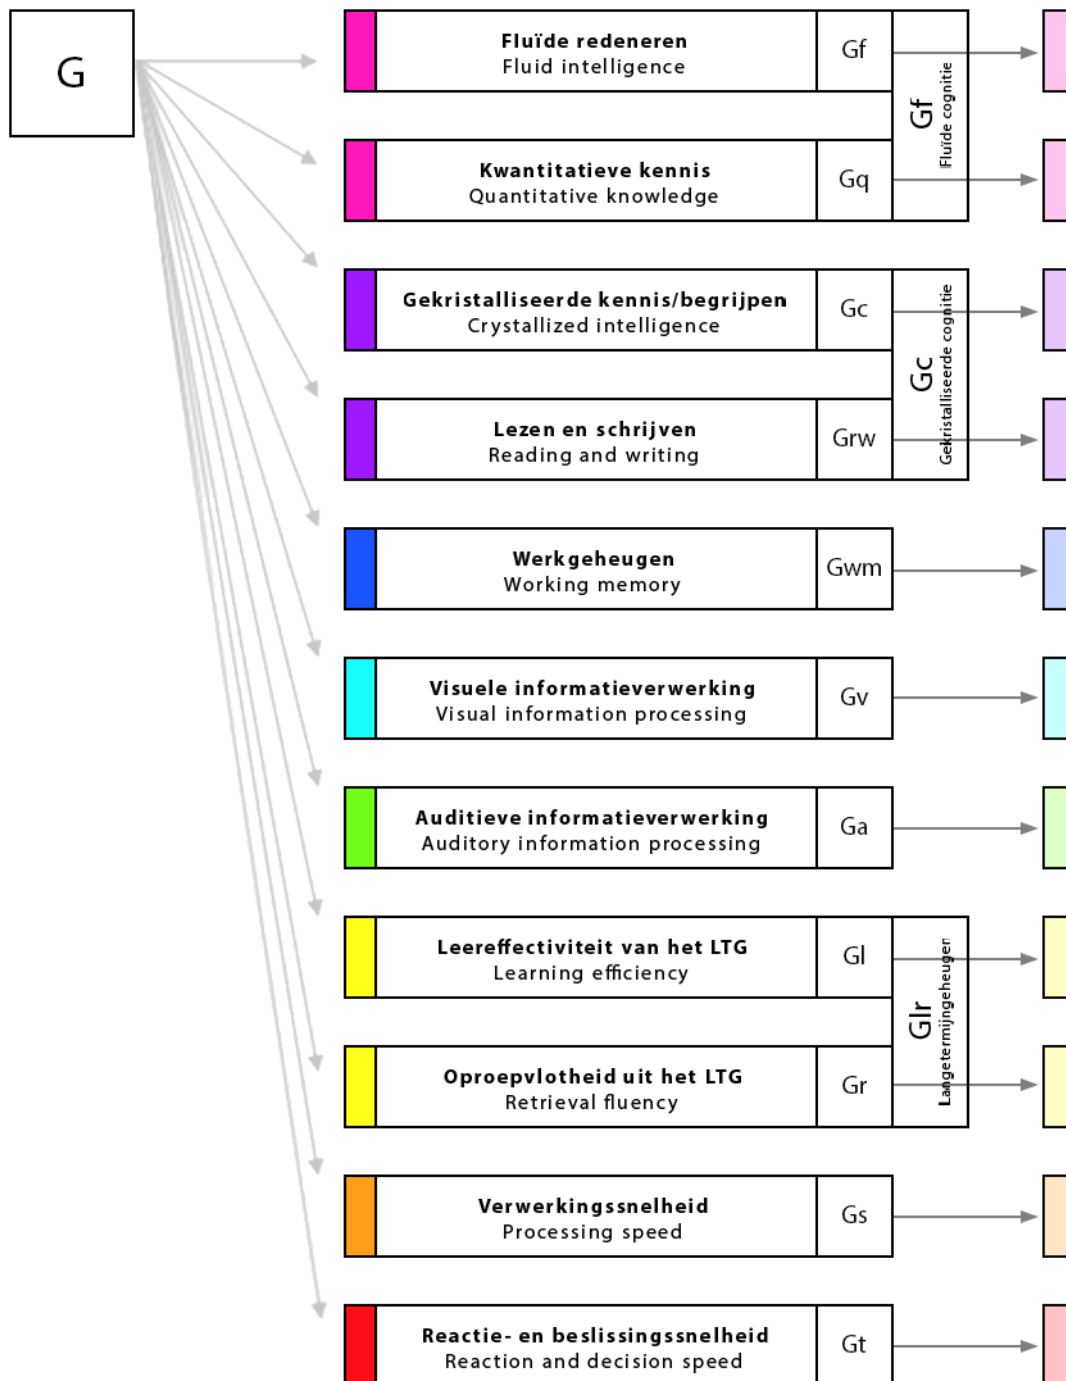 G
Fluïde redeneren
Fluid intelligence
Gf
Gf
Fluïde cognitie
Kwantitatieve kennis
Quantitative knowledge
Gq
Gekristalliseerde kennis/begrijpen
Crystallized intelligence
Gc
Gc
Gekristalliseerde cognitie
Lezen en schrijven
Reading and writing
Grw
Werkgeheugen
Working memory
Gwm
Visuele informatieverwerking
Visual information processing
Gv
Auditieve informatieverwerking
Auditory information processing
Ga
Leereffectiviteit van het LTG
Learning efficiency
Gl
Glr
Langetermijngeheugen
Oproepvlotheid uit het LTG
Retrieval fluency
Gr
Verwerkingssnelheid
Processing speed
Gs
Reactie- en beslissingssnelheid
Reaction and decision speed
Gt